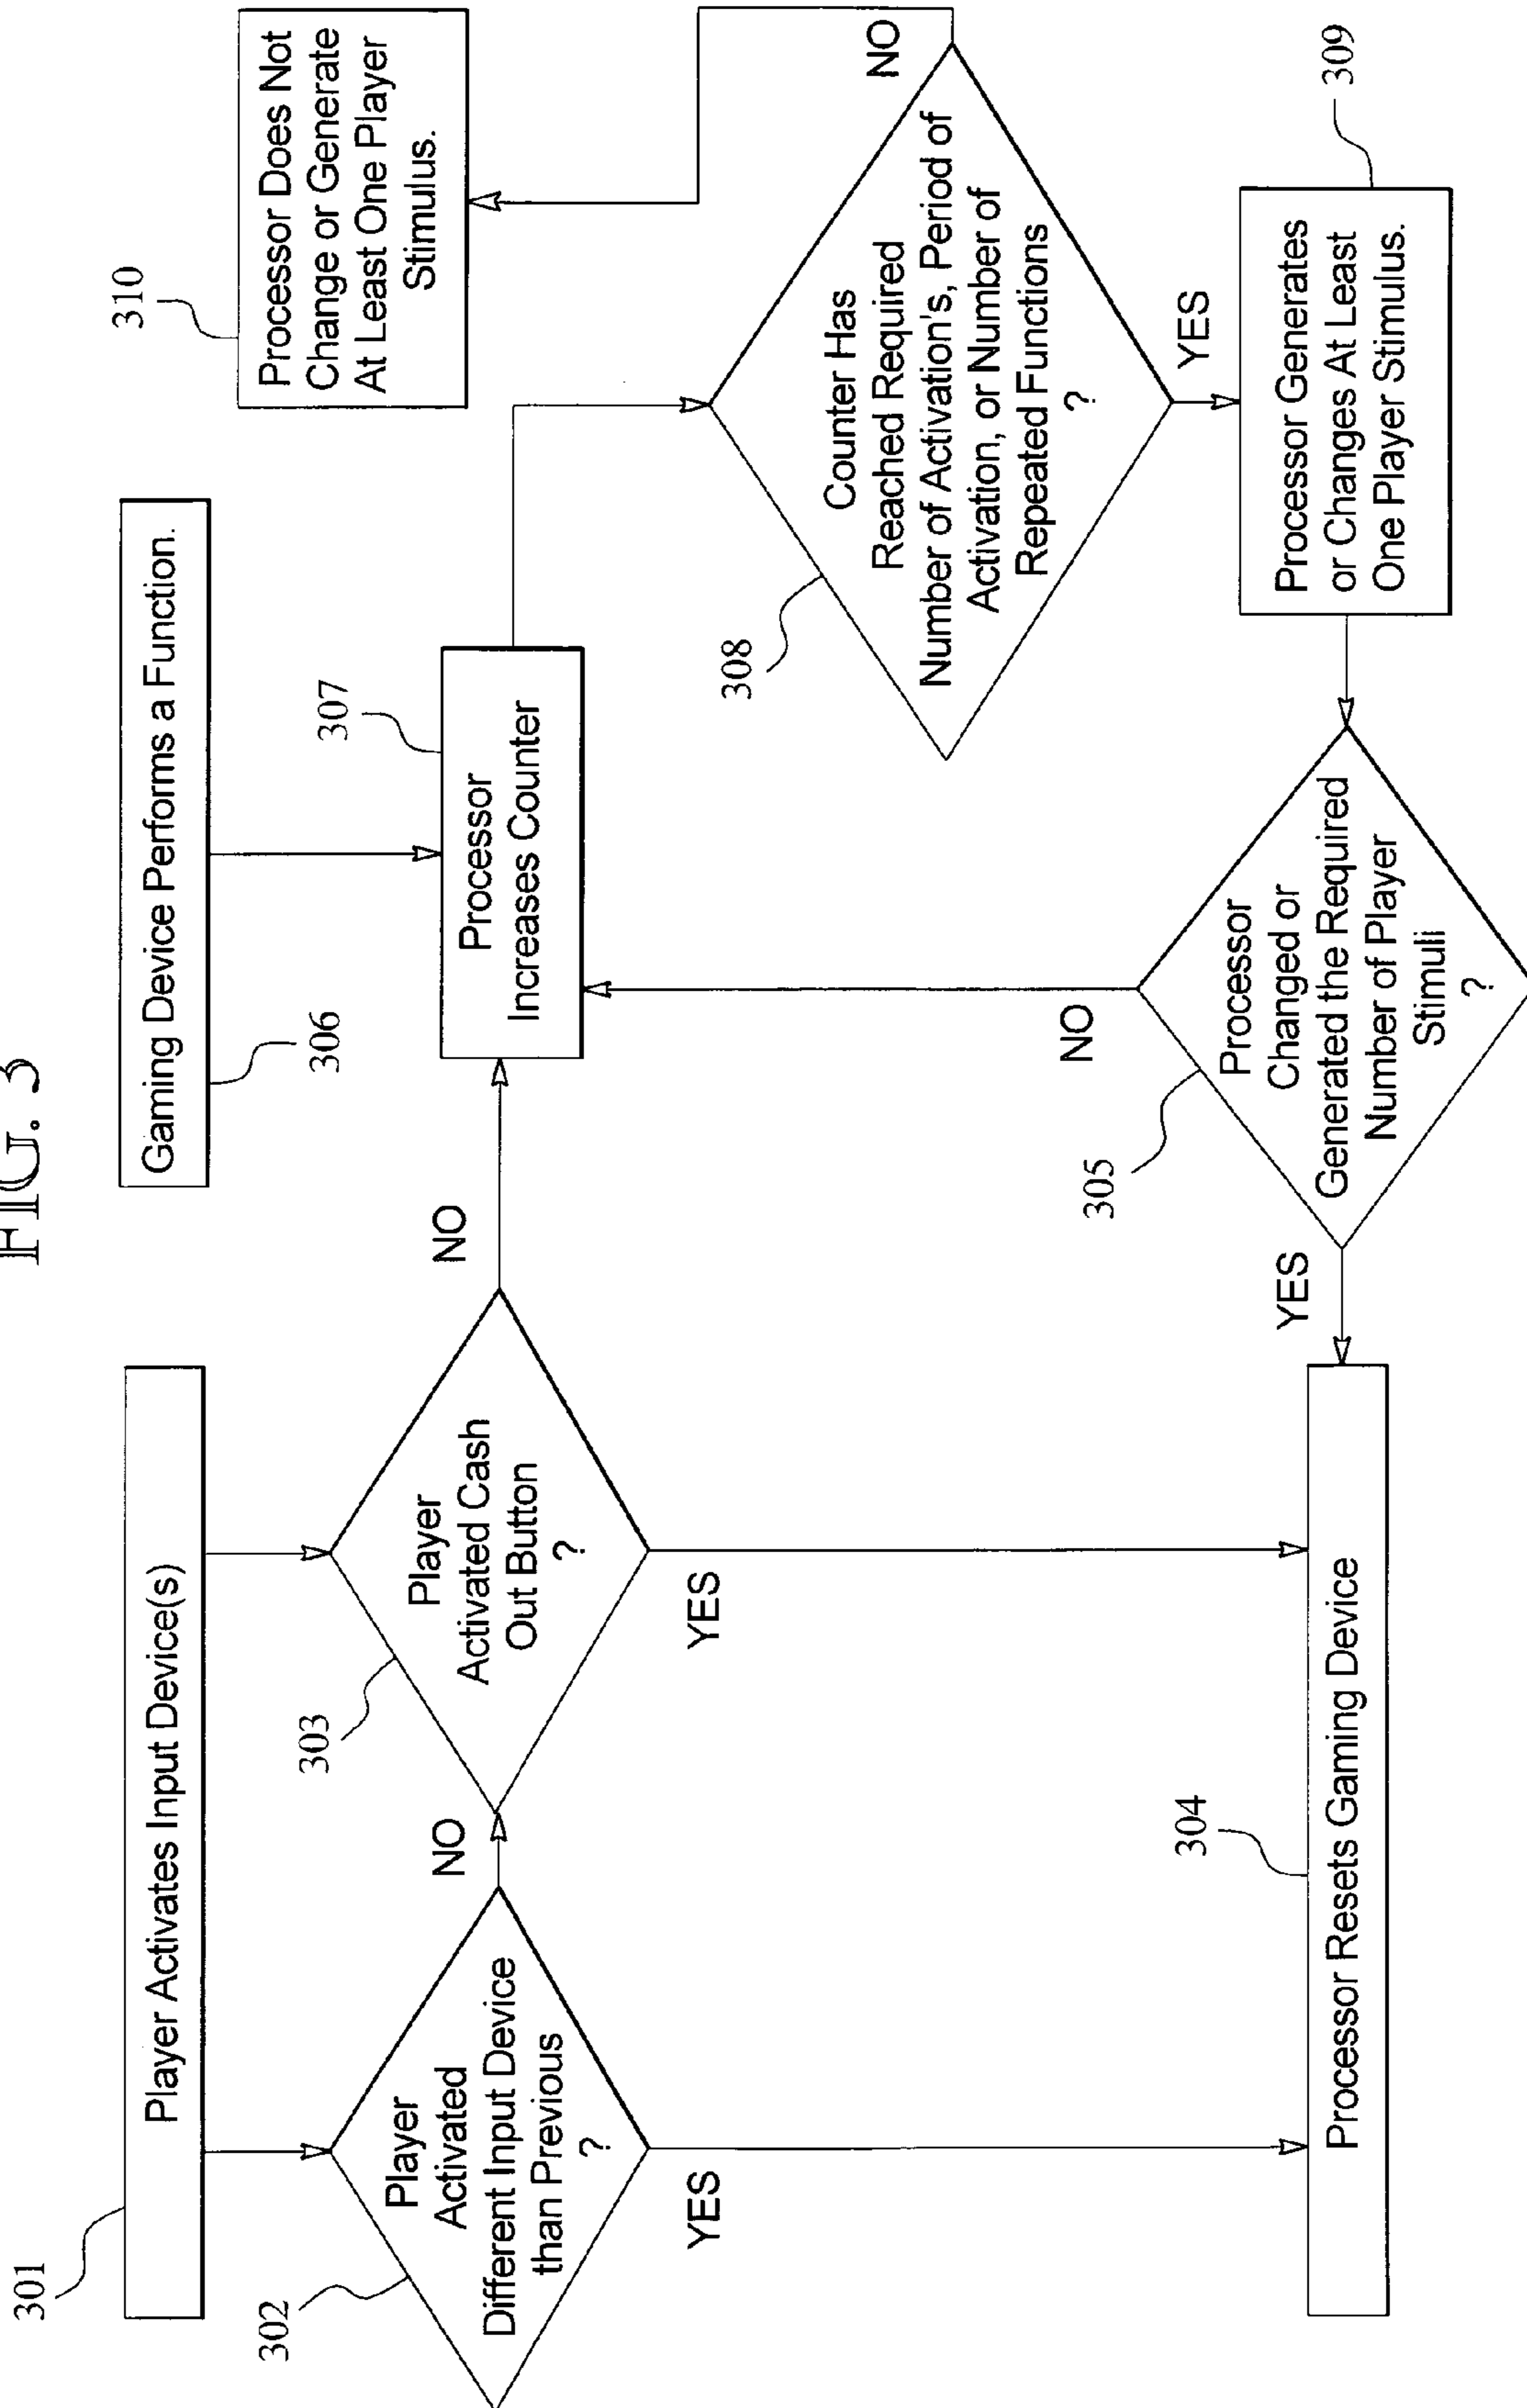 FIG. 3
301
Player Activates Input Device(s)
302
Player
Activated
Different Input Device
than Previous
?
NO
YES
303
Player
Activated Cash
Out Button
?
NO
YES
304
Processor Resets Gaming Device
306
Gaming Device Performs a Function.
307
Processor
Increases Counter
305
Processor
Changed or
Generated the Required
Number of Player
Stimuli
?
NO
YES
308
Counter Has
Reached Required
Number of Activation's, Period of
Activation, or Number of
Repeated Functions
?
NO
YES
309
Processor Generates
or Changes At Least
One Player Stimulus.
310
Processor Does Not
Change or Generate
At Least One Player
Stimulus.